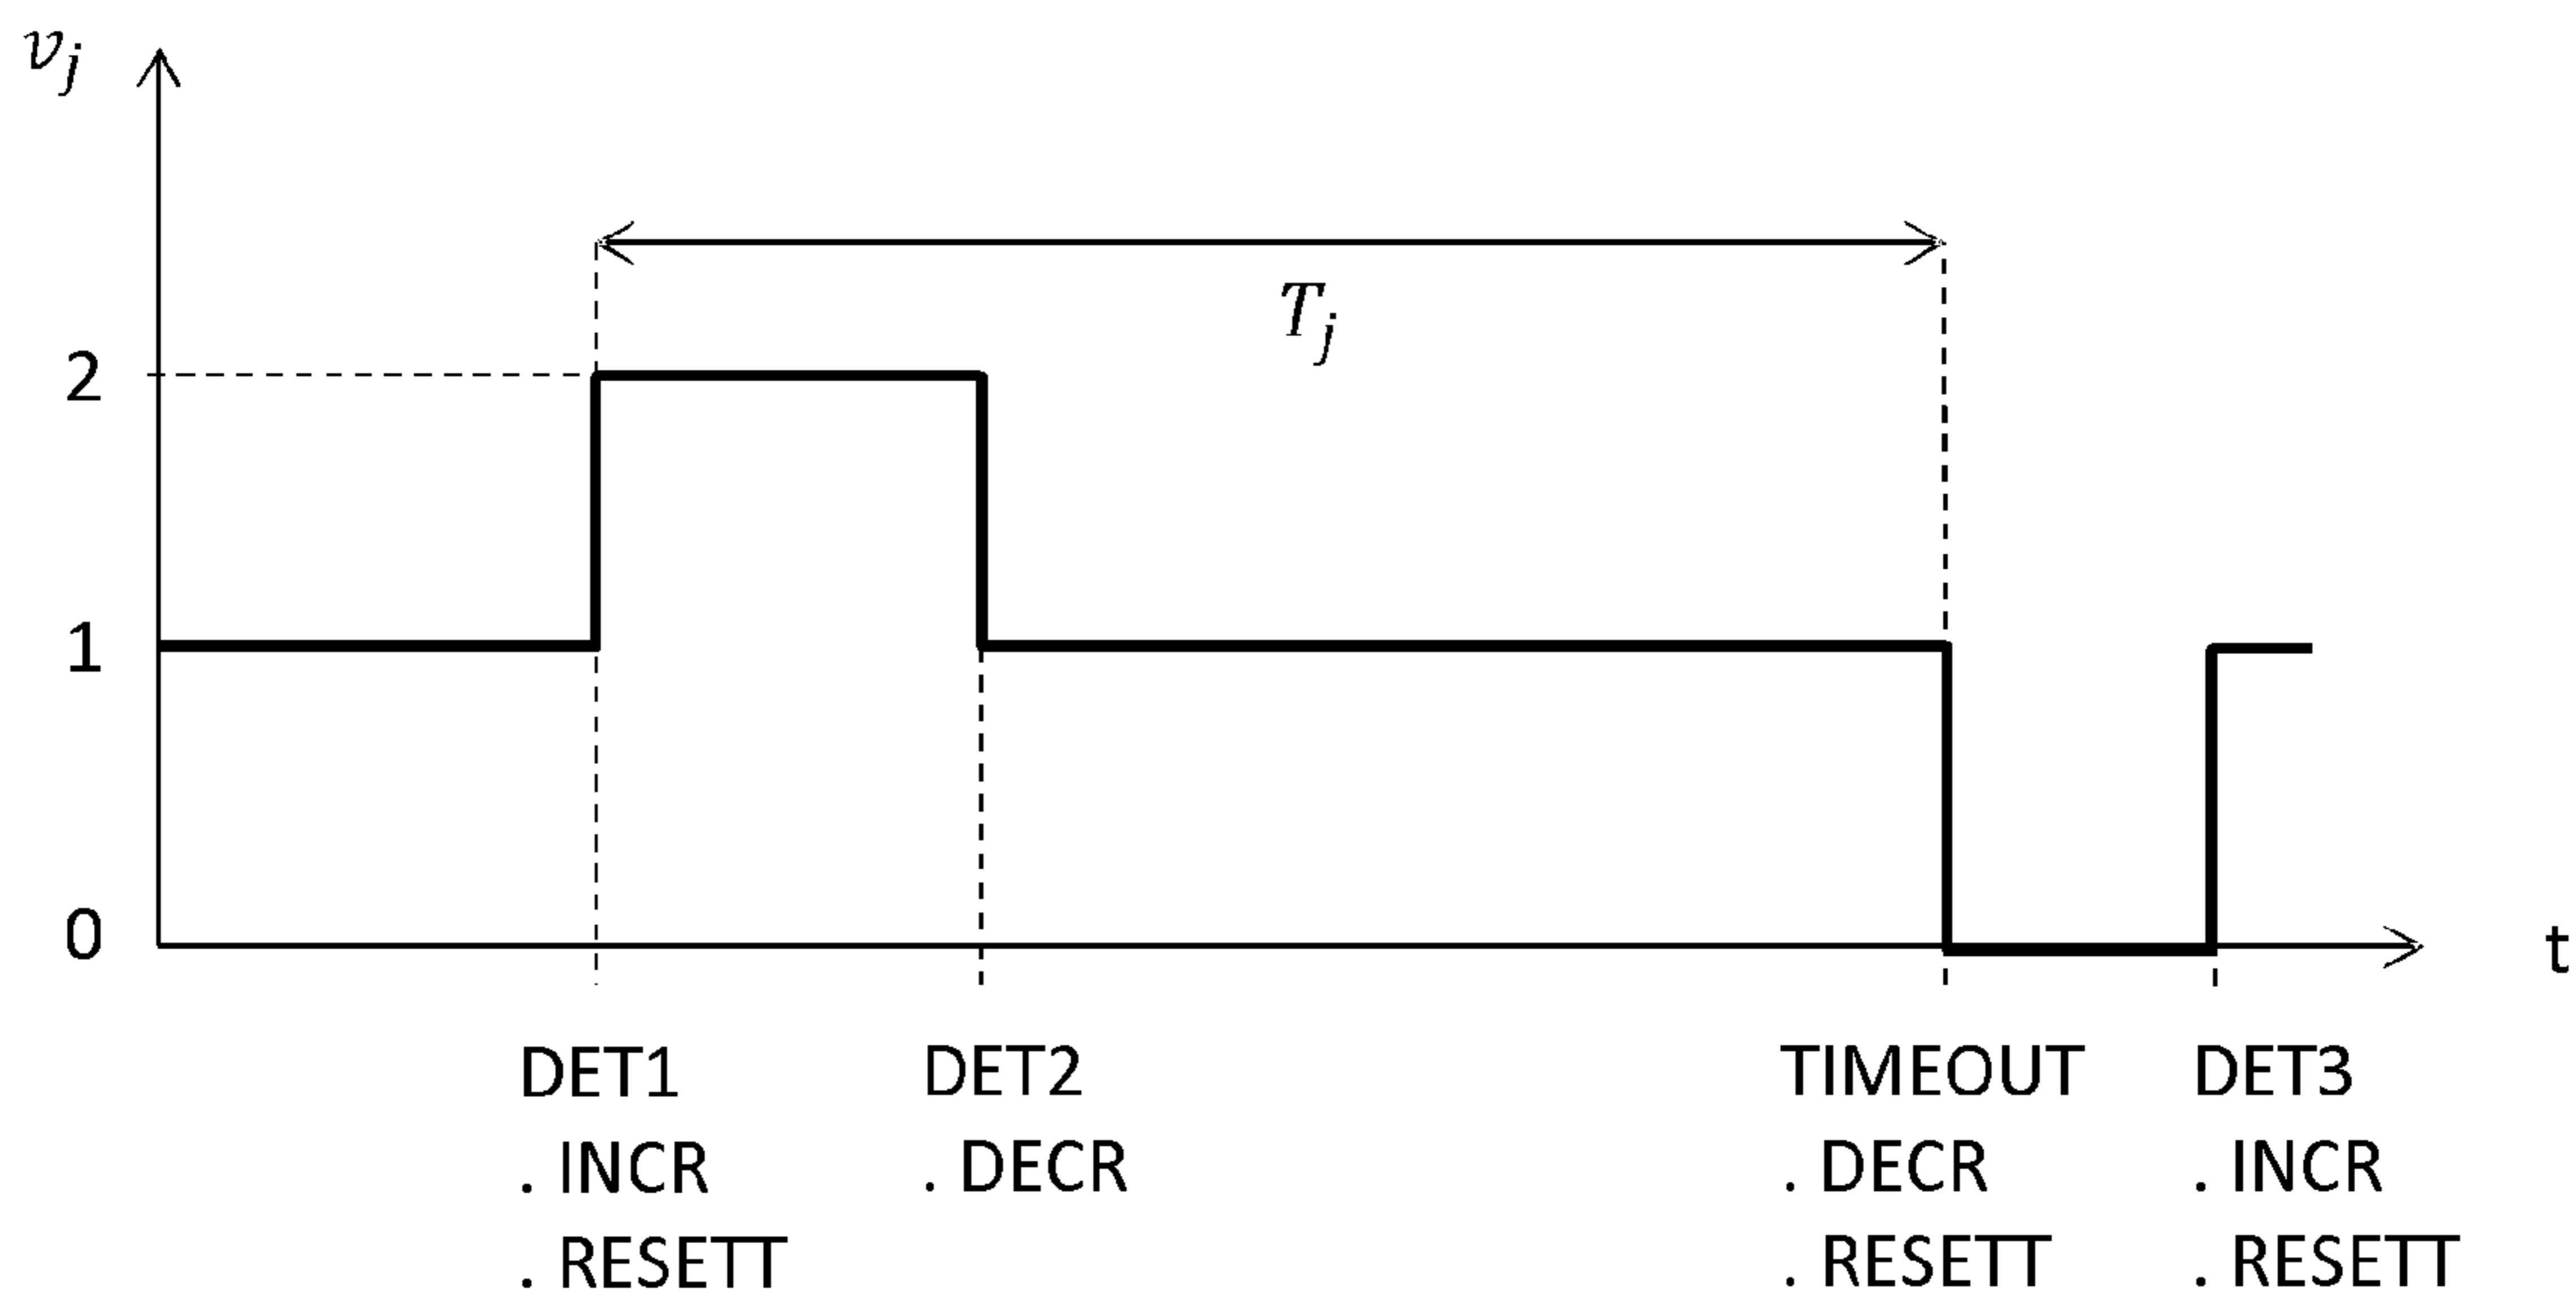 v_j
T_j
2
1
0
t
DET1 DET2 TIMEOUT DET3
. INCR . DECR . DECR . INCR
. RESETT . RESETT . RESETT